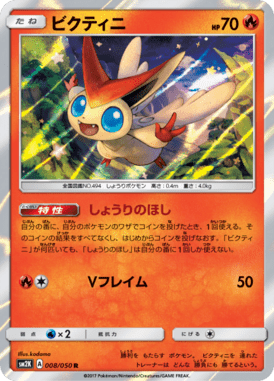 たね ビクティニ HP70
全国図鑑NO.494 しょうりポケモン 高さ：0.4m 重さ：4.0kg
特性 しょうりのほし
自分の番に、自分のポケモンのワザでコインを投げたとき、1回使える。そ
のコインの結果をすべてなくし、はじめからコインを投げなおす。「ビクティ
ニ」が何匹いても、「しょうりのほし」は自分の番に1回しか使えない。
Vフレイム 50
弱点 ×2 抵抗力 にげる
illus. kodama
SM2K A 008/050 R
勝利を もたらす ポケモン。ビクティニを 連れた
トレーナーは どんな 勝負にも 勝てるという。
©2017 Pokémon/Nintendo/Creatures/GAME FREAK.